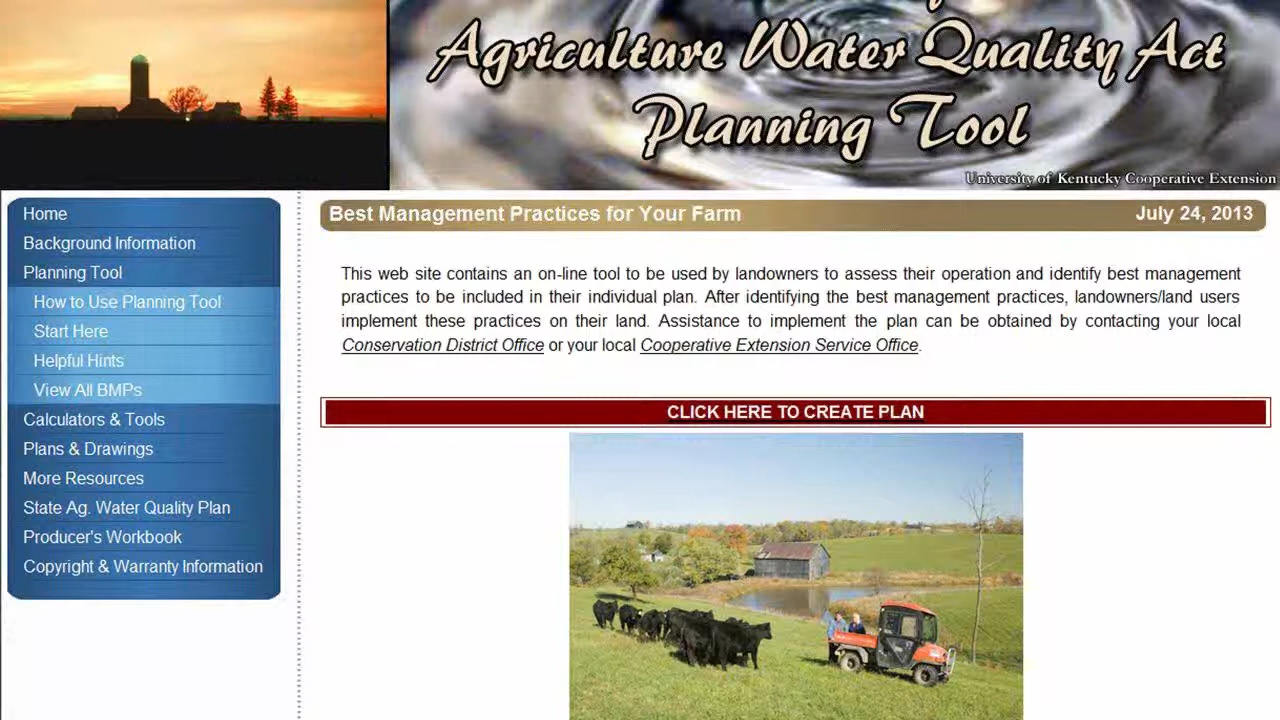 Agriculture Water Quality Act
Planning Tool
University of Kentucky Cooperative Extension
Home
Background Information
Planning Tool
How to Use Planning Tool
Start Here
Helpful Hints
View All BMPs
Calculators & Tools
Plans & Drawings
More Resources
State Ag. Water Quality Plan
Producer's Workbook
Copyright & Warranty Information
Best Management Practices for Your Farm
July 24, 2013
This web site contains an on-line tool to be used by landowners to assess their operation and identify best management
practices to be included in their individual plan. After identifying the best management practices, landowners/land users
implement these practices on their land. Assistance to implement the plan can be obtained by contacting your local
Conservation District Office or your local Cooperative Extension Service Office.
CLICK HERE TO CREATE PLAN